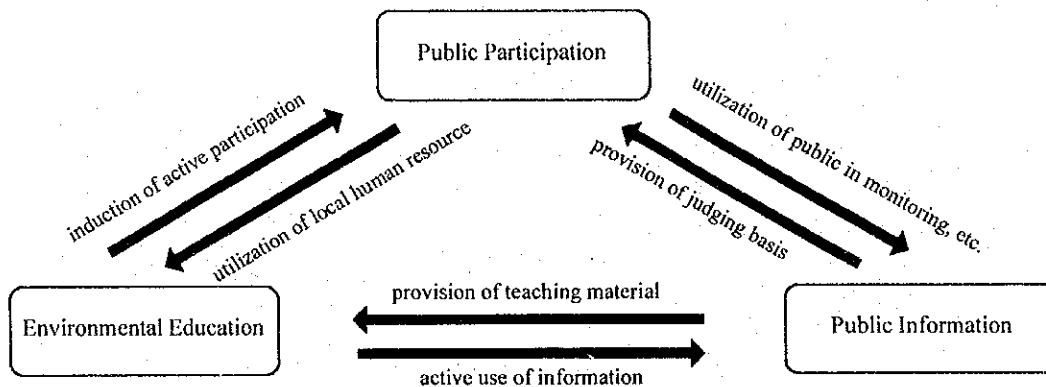 Public Participation
induction of active participation
utilization of local human resource
utilization of public in monitoring, etc.
provision of judging basis
Environmental Education
provision of teaching material
active use of information
Public Information